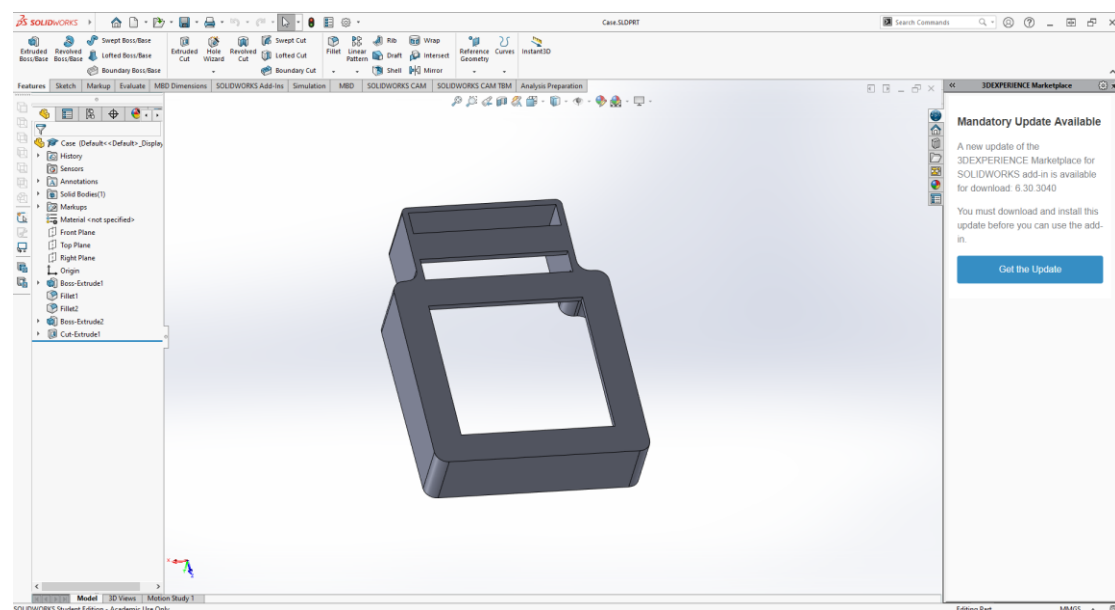 SOLIDWORKS
Case.SLDPRT
Search Commands
Extruded Boss/Base
Revolved Boss/Base
Swept Boss/Base
Lofted Boss/Base
Boundary Boss/Base
Extruded Cut
Hole Wizard
Revolved Cut
Swept Cut
Lofted Cut
Boundary Cut
Fillet
Linear Pattern
Rib
Draft
Shell
Wrap
Intersect
Mirror
Reference Geometry
Curves
Instant3D
Features
Sketch
Markup
Evaluate
MBD Dimensions
SOLIDWORKS Add-Ins
Simulation
MBD
SOLIDWORKS CAM
SOLIDWORKS CAM TBM
Analysis Preparation
Case (Default<<Default>_Display
History
Sensors
Annotations
Solid Bodies(1)
Markups
Material <not specified>
Front Plane
Top Plane
Right Plane
Origin
Boss-Extrude1
Fillet1
Fillet2
Boss-Extrude2
Cut-Extrude1
3DEXPERIENCE Marketplace
Mandatory Update Available
A new update of the
3DEXPERIENCE Marketplace for
SOLIDWORKS add-in is available
for download: 6.30.3040
You must download and install this
update before you can use the add-
in.
Get the Update
Model
3D Views
Motion Study 1
SOLIDWORKS Student Edition - Academic Use Only
Editing Part
MMGS